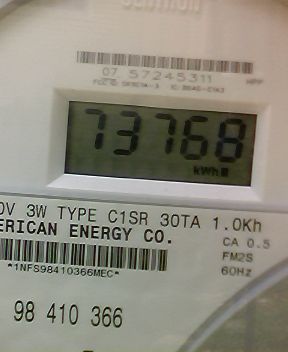 CENTRON
07 57245311
73768
kWh
0V 3W TYPE C1SR 30TA 1.0Kh
ERICAN ENERGY CO.
CA 0.5
FM2S
60Hz
*1NFS98410366MEC*
98 410 366